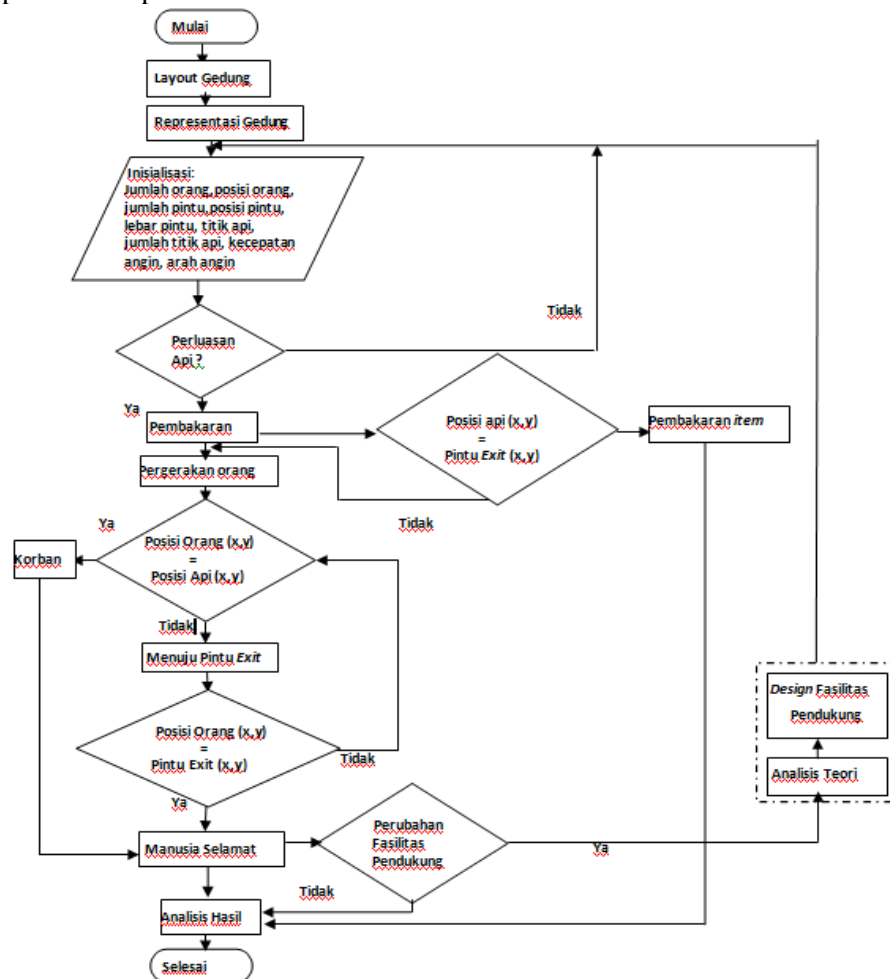 Mulai
Layout Gedung
Representasi Gedung
Inisialisasi:
Jumlah orang,posisi orang,
jumlah pintu,posisi pintu,
lebar pintu, titik api,
jumlah titik api, kecepatan
angin, arah angin
Tidak
Perluasan
Api ?
Ya
Pembakaran
Posisi api (x,y)
=
Pintu Exit (x,y)
Pembakaran item
Pergerakan orang
Tidak
Ya
Posisi Orang (x,y)
=
Posisi Api (x,y)
Korban
Tidak
Menuju Pintu Exit
Posisi Orang (x,y)
=
Pintu Exit (x,y)
Tidak
Ya
Design Fasilitas
Pendukung
Analisis Teori
Manusia Selamat
Perubahan
Fasilitas
Pendukung
Ya
Tidak
Analisis Hasil
Selesai